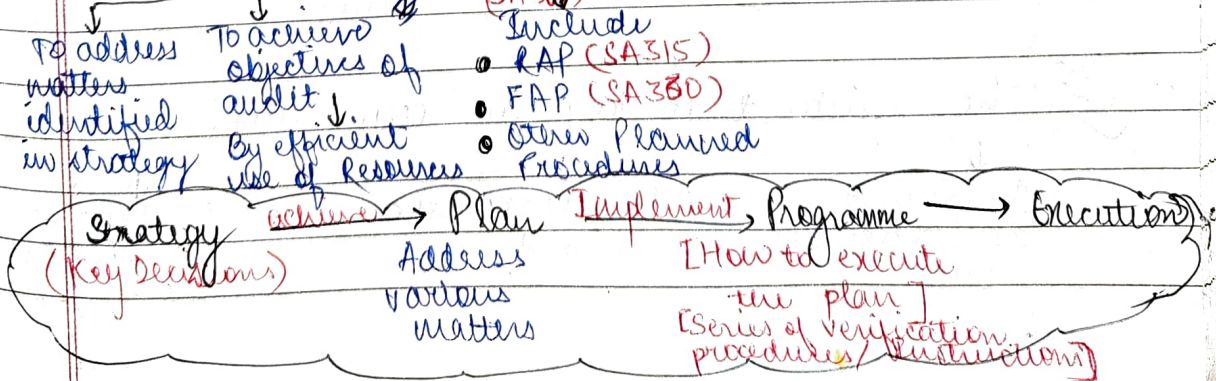 To address
matters
identified
in strategy
To achieve
objectives of
audit
By efficient
use of Resources
Include
• RAP (SA315)
• FAP (SA330)
• Other Planned
Procedures
Strategy achieve → Plan Implement → Programme → Execution
(Key Decisions)
Address
various
matters
[How to execute
the plan]
[Series of verification
procedures/Instructions]